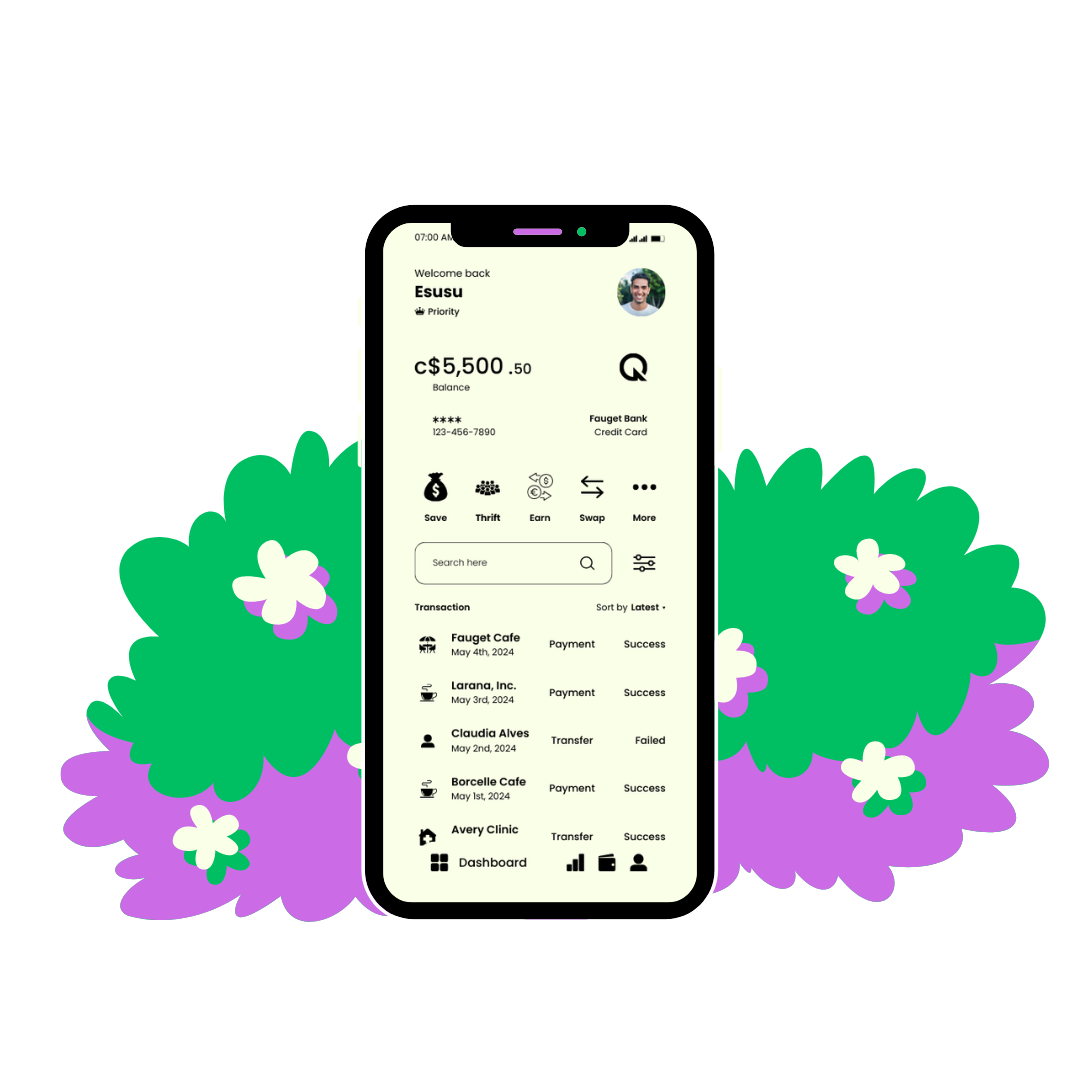 07:00 AM
Welcome back
Esusu
Priority
C$5,500 .50
Balance
****
123-456-7890
Fauget Bank
Credit Card
Save Thrift Earn Swap More
Search here
Transaction Sort by Latest
Fauget Cafe
May 4th, 2024
Payment Success
Larana, Inc.
May 3rd, 2024
Payment Success
Claudia Alves
May 2nd, 2024
Transfer Failed
Borcelle Cafe
May 1st, 2024
Payment Success
Avery Clinic
Transfer Success
Dashboard